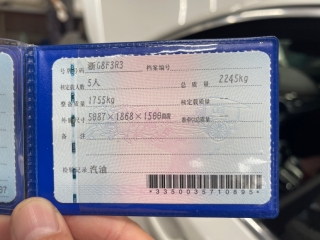 号牌号码 浙G8F3R3 档案编号
核定载人数 5人 总质量 2245kg
整备质量 1755kg 核定载质量
外廓尺寸 5087×1868×1500mm 准牵引总质量
备注
检验记录 汽油
*3350035710695*